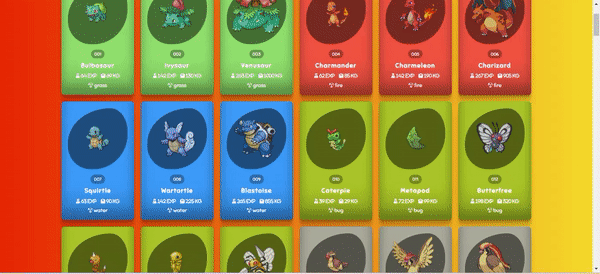 001 002 003 004 005 006
Bulbasaur Ivysaur Venusaur Charmander Charmeleon Charizard
64 EXP 69 KG 142 EXP 130 KG 62 EXP 85 KG 142 EXP 190 KG 267 EXP 905 KG
grass grass grass fire fire fire
007 008 009 010 011 012
Squirtle Wartortle Blastoise Caterpie Metapod Butterfree
63 EXP 90 KG 142 EXP 225 KG 265 EXP 855 KG 39 EXP 29 KG 72 EXP 99 KG 198 EXP 320 KG
water water water bug bug bug